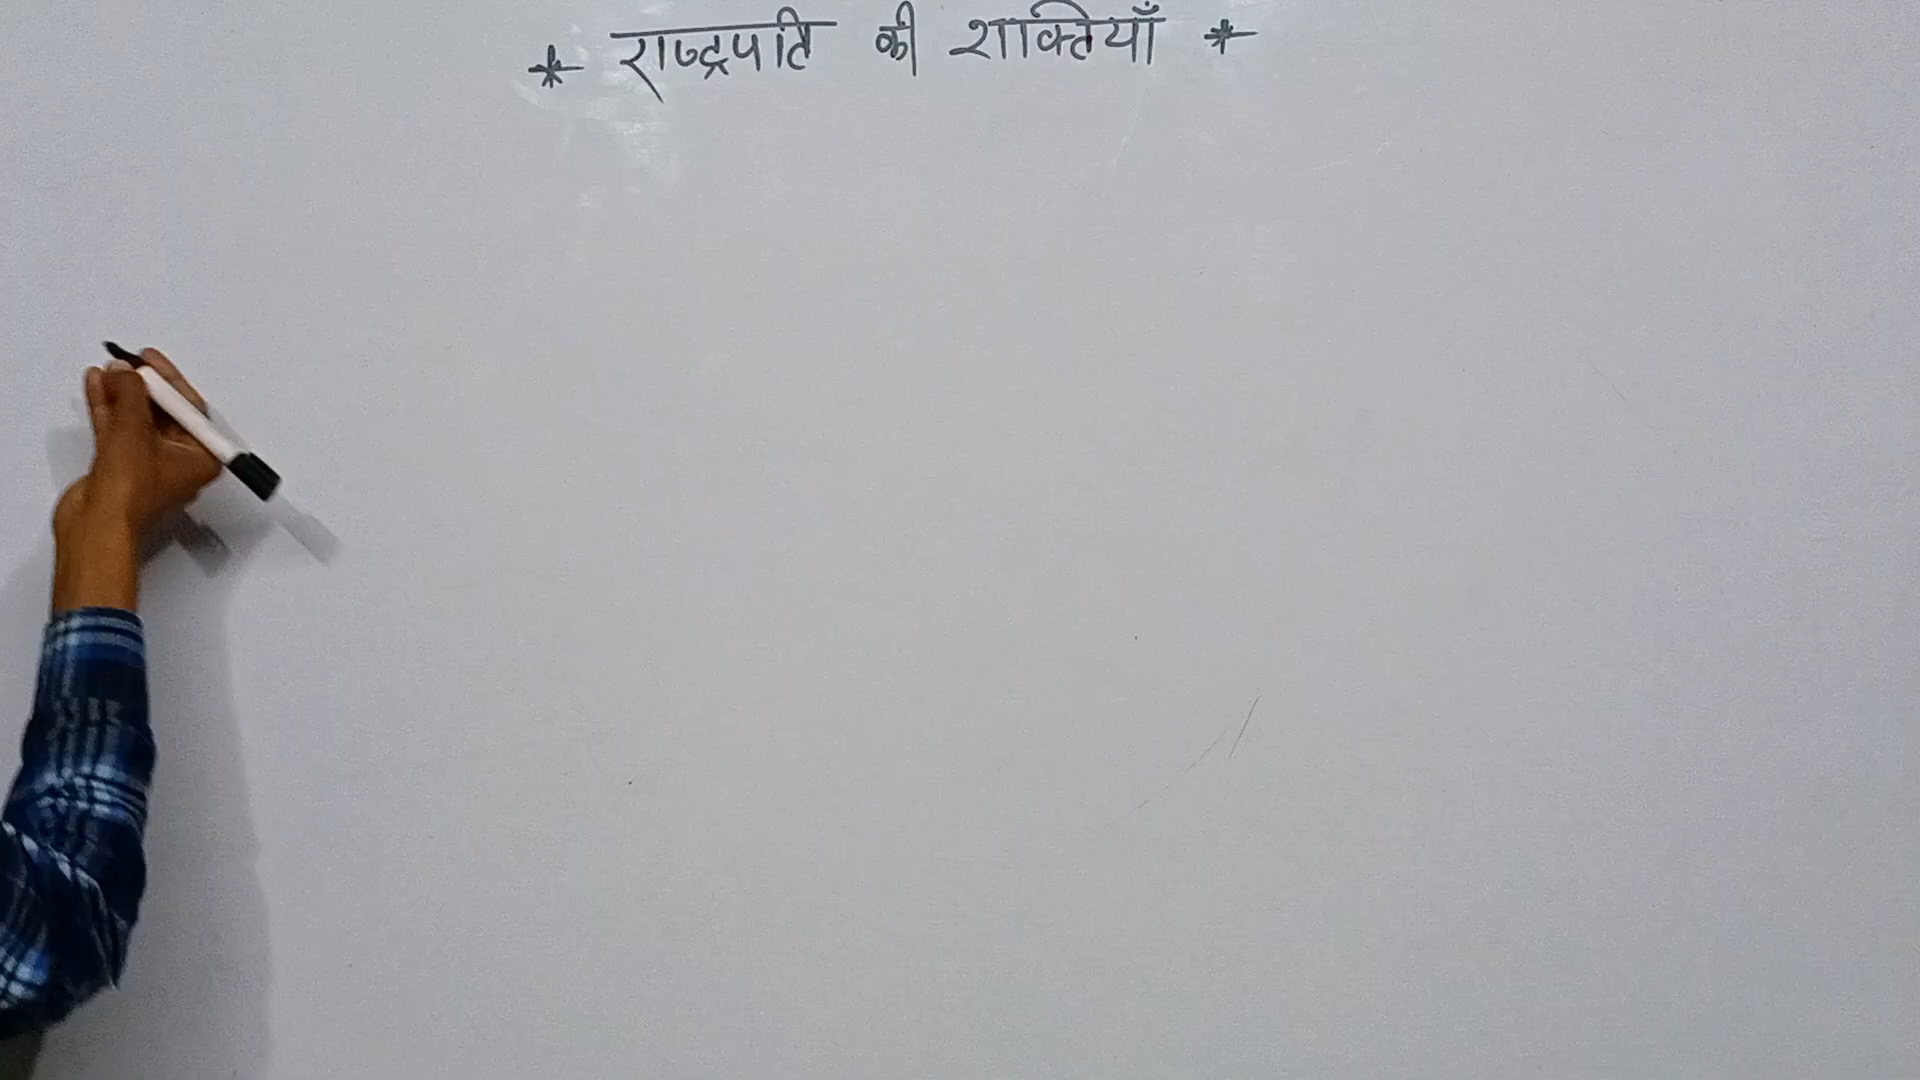 * राष्ट्रपति की शक्तियाँ *